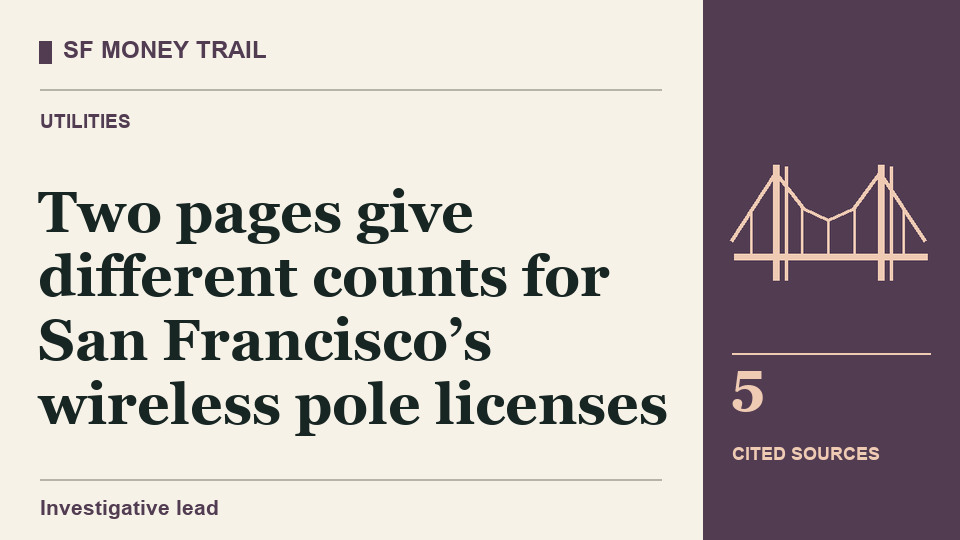 SF MONEY TRAIL
UTILITIES
Two pages give
different counts for
San Francisco’s
wireless pole licenses
Investigative lead
5
CITED SOURCES